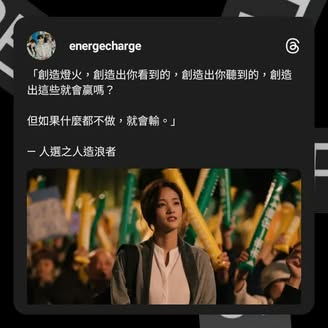 energecharge
「創造燈火，創造出你看到的，創造出你聽到的，創造
出這些就會贏嗎？
但如果什麼都不做，就會輸。」
— 人選之人造浪者